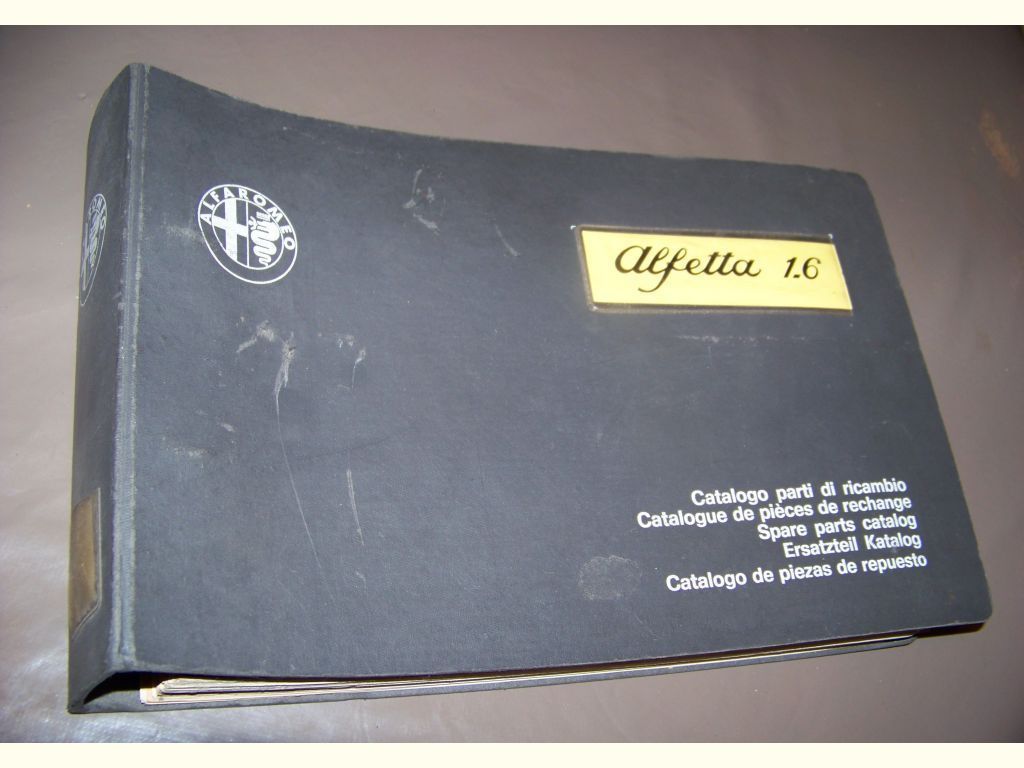 ALFA ROMEO
Alfetta 1.6
Catalogo parti di ricambio
Catalogue de pièces de rechange
Spare parts catalog
Ersatzteil Katalog
Catalogo de piezas de repuesto